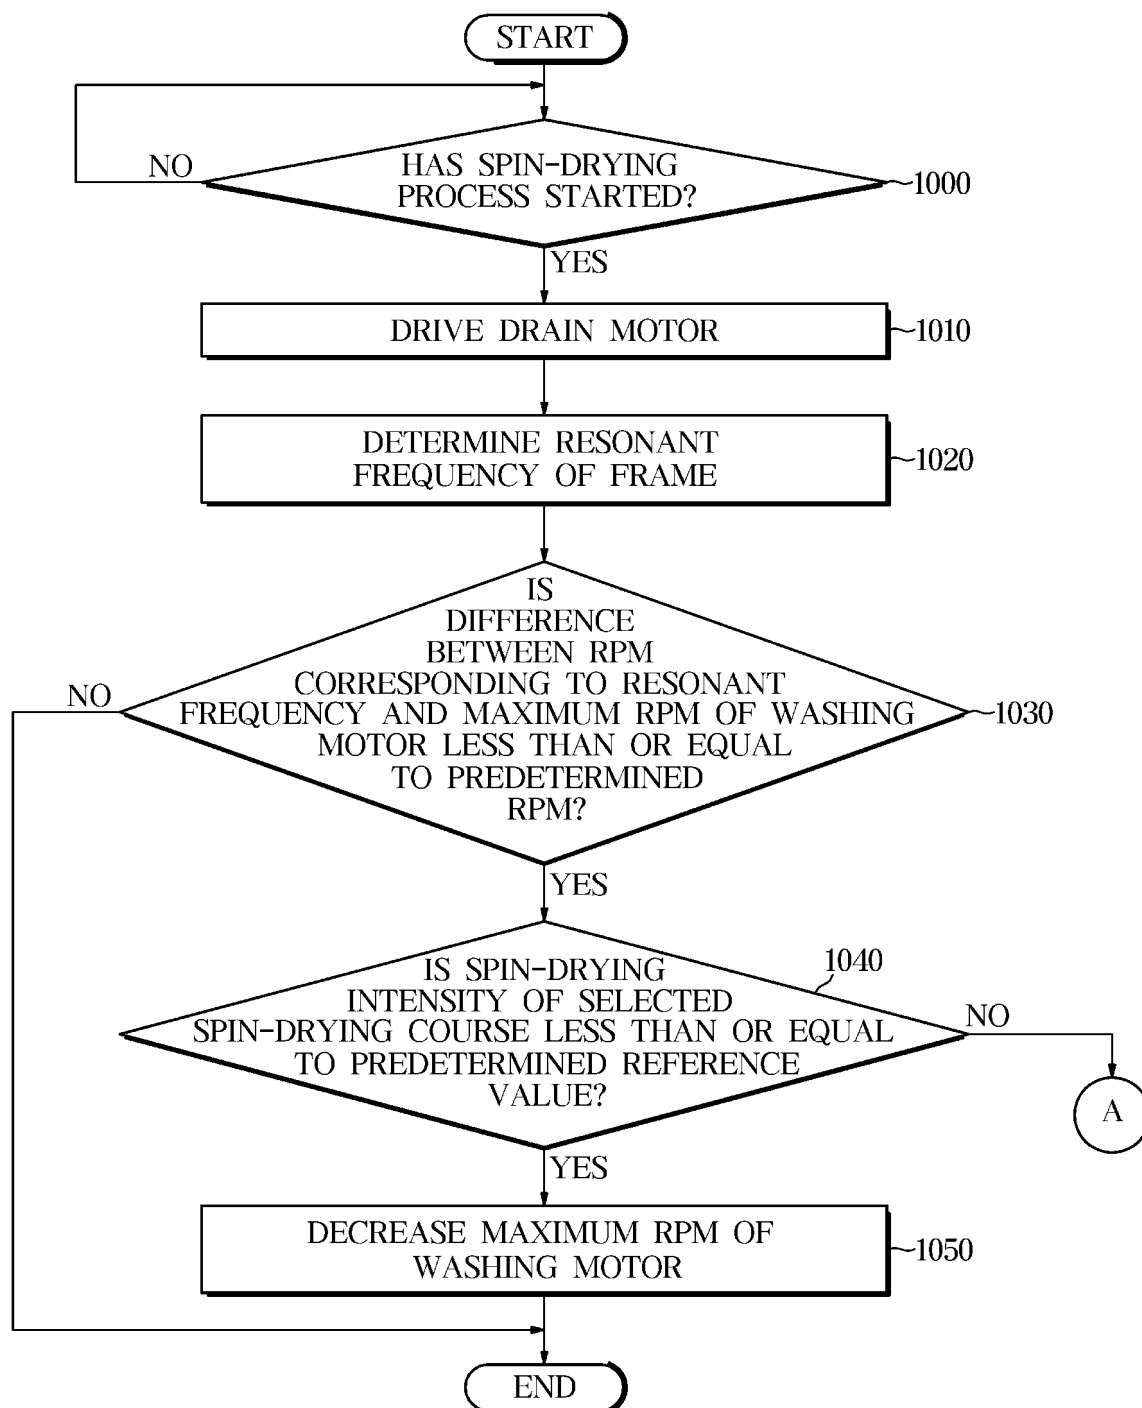 START
NO
HAS SPIN-DRYING
PROCESS STARTED?
1000
YES
DRIVE DRAIN MOTOR
1010
DETERMINE RESONANT
FREQUENCY OF FRAME
1020
IS
DIFFERENCE
BETWEEN RPM
CORRESPONDING TO RESONANT
FREQUENCY AND MAXIMUM RPM OF WASHING
MOTOR LESS THAN OR EQUAL
TO PREDETERMINED
RPM?
NO
1030
YES
IS SPIN-DRYING
INTENSITY OF SELECTED
SPIN-DRYING COURSE LESS THAN OR EQUAL
TO PREDETERMINED REFERENCE
VALUE?
1040
NO
A
YES
DECREASE MAXIMUM RPM OF
WASHING MOTOR
1050
END